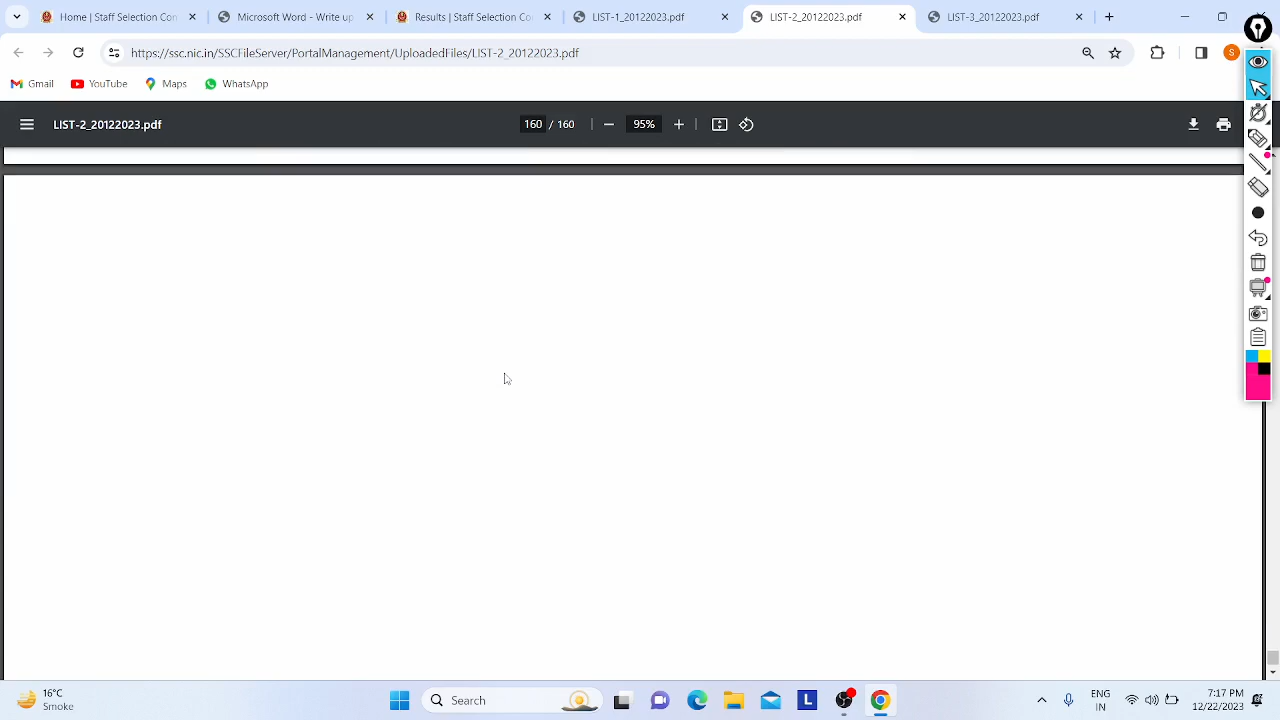 Home | Staff Selection Con
Microsoft Word - Write up
Results | Staff Selection Co
LIST-1_20122023.pdf
LIST-2_20122023.pdf
LIST-3_20122023.pdf
https://ssc.nic.in/SSCFileServer/PortalManagement/UploadedFiles/LIST-2_20122023.pdf
S
Gmail
YouTube
Maps
WhatsApp
LIST-2_20122023.pdf
160 / 160
95%
16°C
Smoke
Search
L
ENG
IN
7:17 PM
12/22/2023